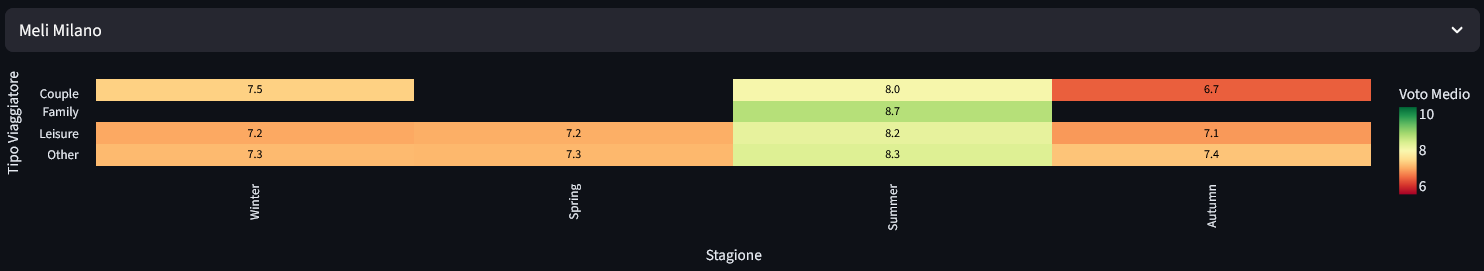 Meli Milano
Tipo Viaggiatore
Couple 7.5 8.0 6.7
Family 8.7
Leisure 7.2 7.2 8.2 7.1
Other 7.3 7.3 8.3 7.4
Winter Spring Summer Autumn
Stagione
Voto Medio
10
8
6